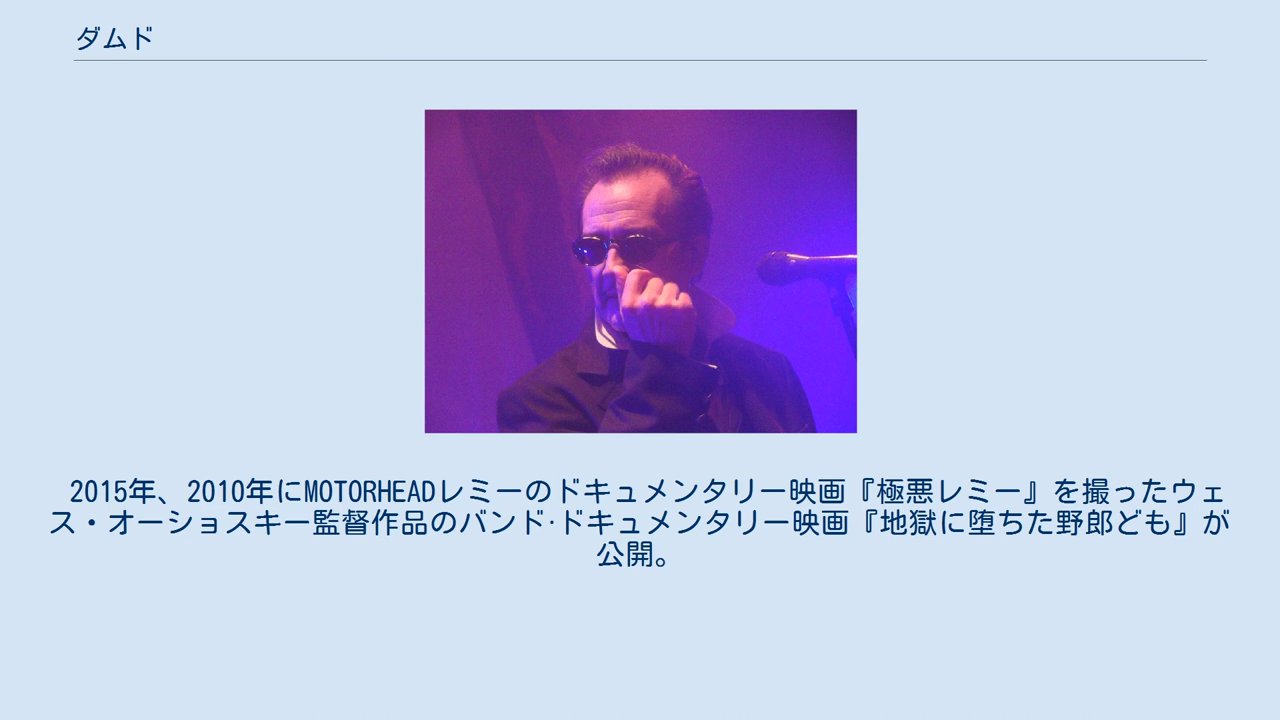 ダムド
2015年、2010年にMOTORHEADレミーのドキュメンタリー映画『極悪レミー』を撮ったウェ
ス・オーショスキー監督作品のバンド·ドキュメンタリー映画『地獄に堕ちた野郎ども』が
公開。